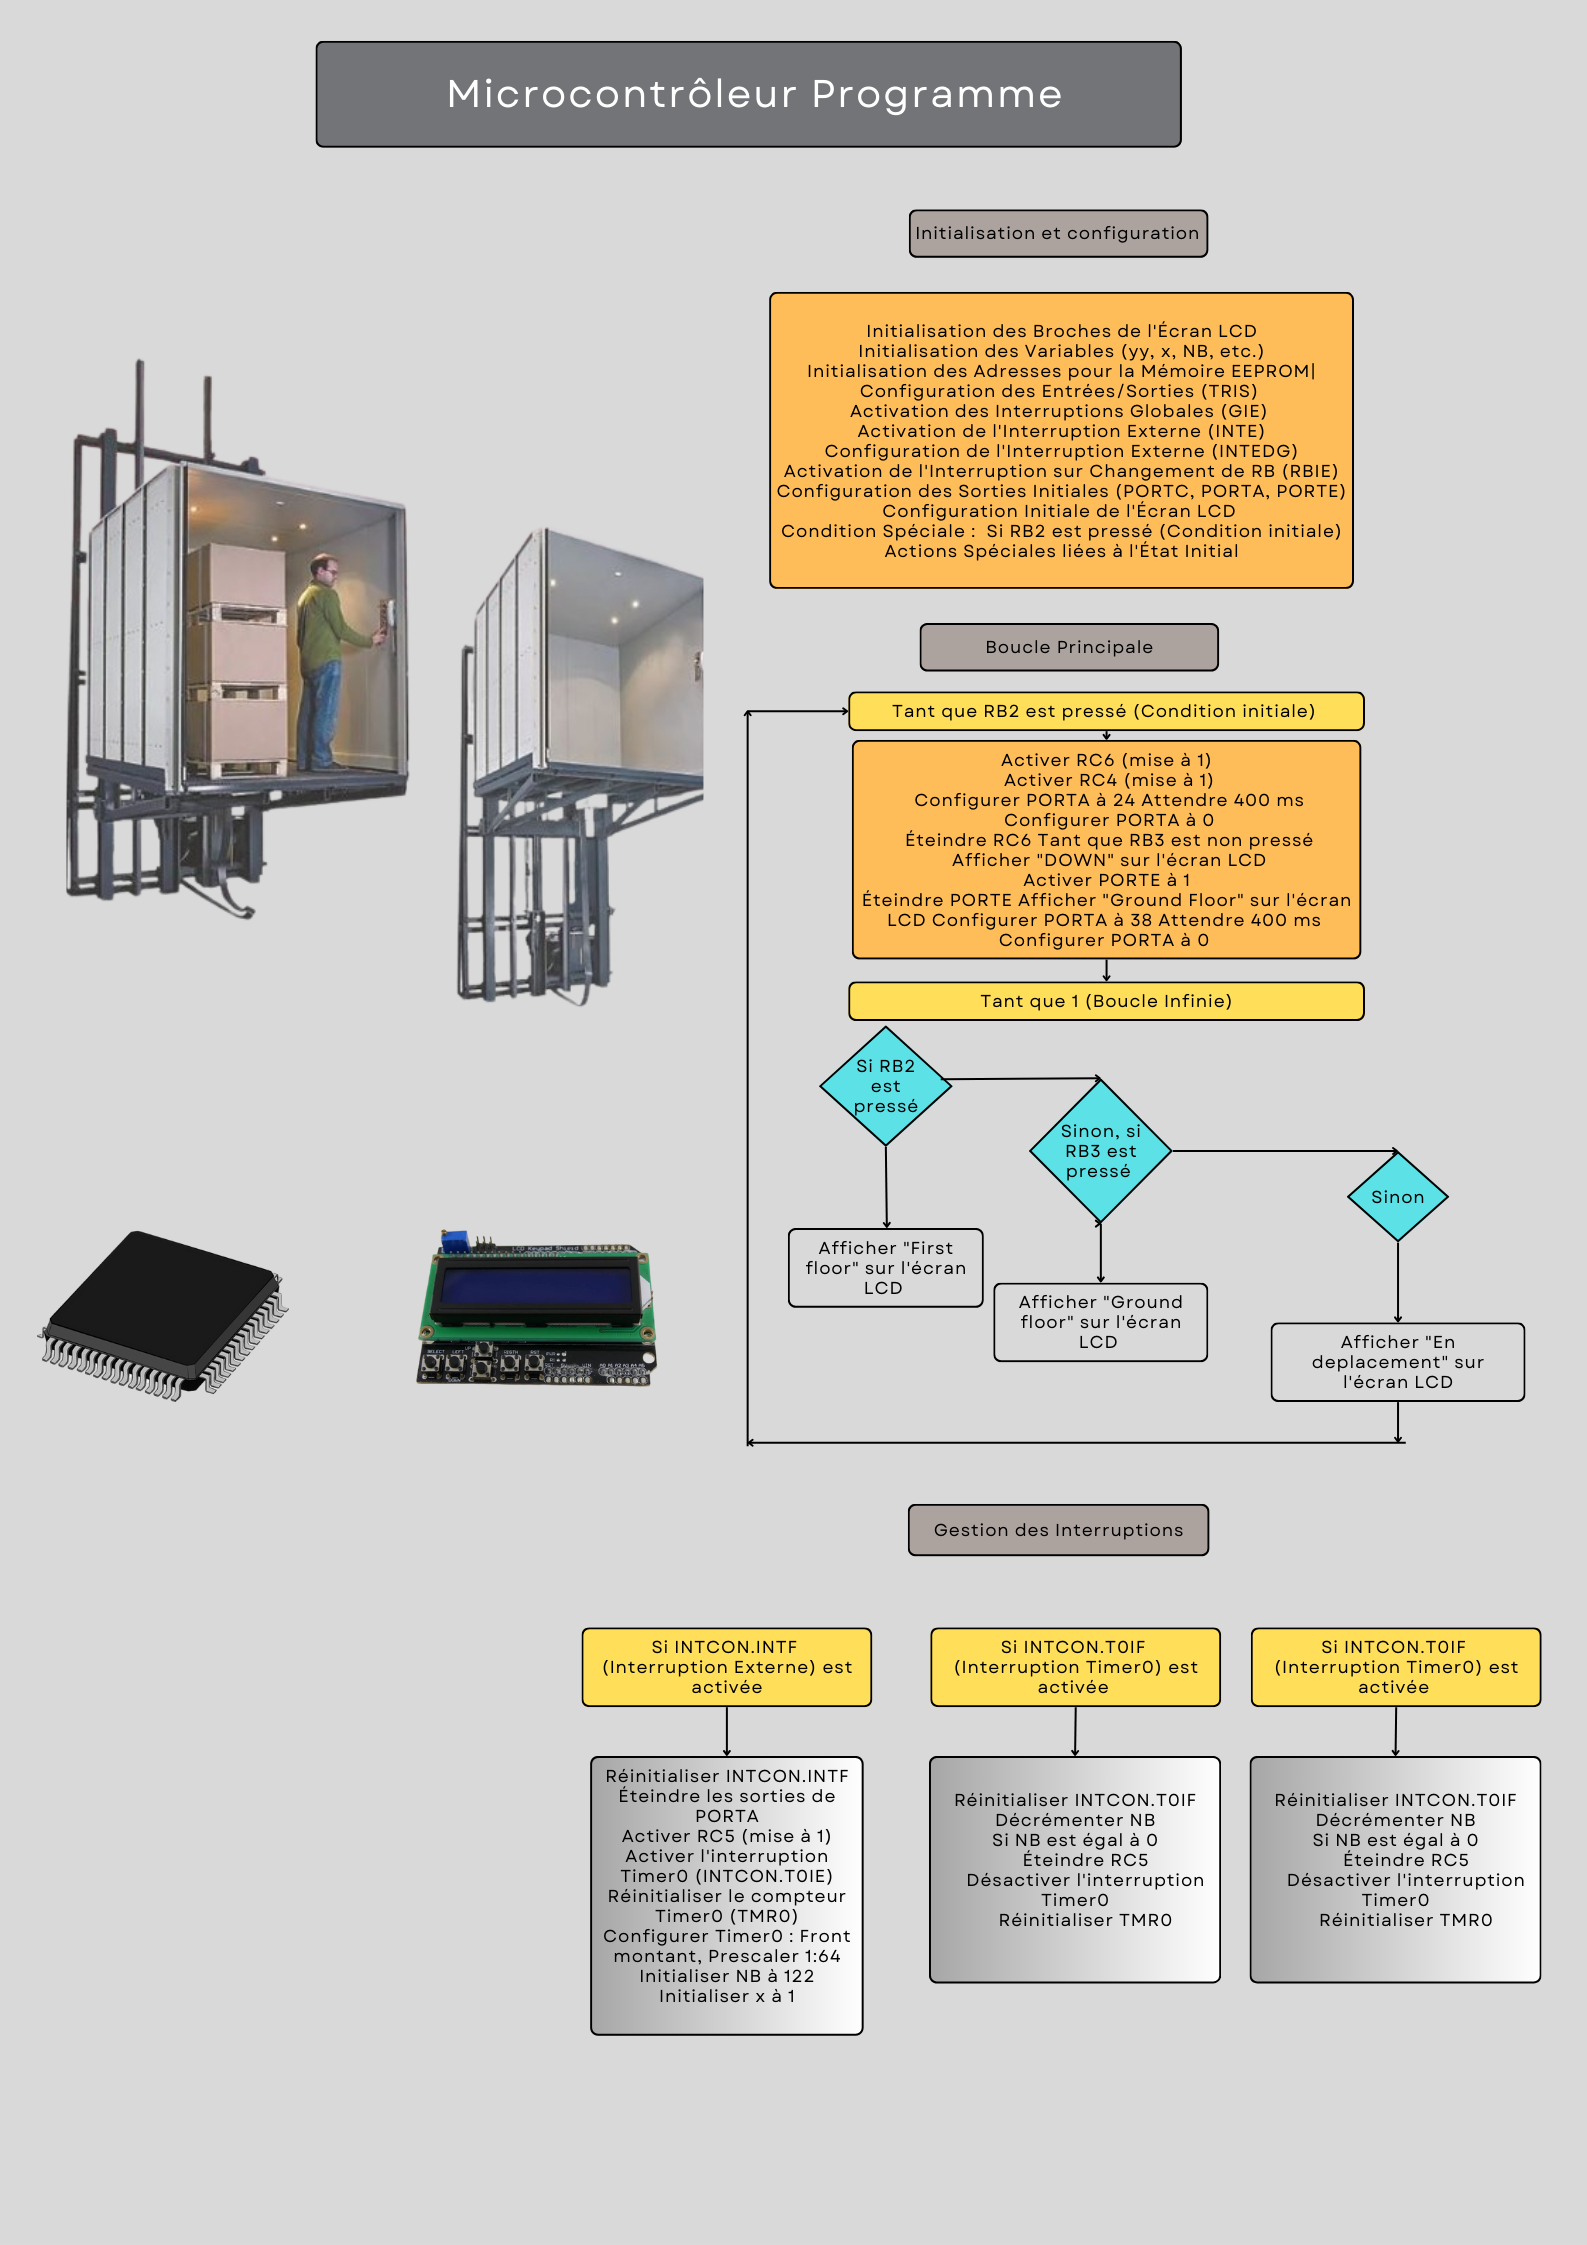 Microcontrôleur Programme
Initialisation et configuration
Initialisation des Broches de l'Écran LCD
Initialisation des Variables (yy, x, NB, etc.)
Initialisation des Adresses pour la Mémoire EEPROM|
Configuration des Entrées/Sorties (TRIS)
Activation des Interruptions Globales (GIE)
Activation de l'Interruption Externe (INTE)
Configuration de l'Interruption Externe (INTEDG)
Activation de l'Interruption sur Changement de RB (RBIE)
Configuration des Sorties Initiales (PORTC, PORTA, PORTE)
Configuration Initiale de l'Écran LCD
Condition Spéciale :  Si RB2 est pressé (Condition initiale)
Actions Spéciales liées à l'État Initial
Boucle Principale
Tant que RB2 est pressé (Condition initiale)
Activer RC6 (mise à 1)
Activer RC4 (mise à 1)
Configurer PORTA à 24 Attendre 400 ms
Configurer PORTA à 0
Éteindre RC6 Tant que RB3 est non pressé
Afficher "DOWN" sur l'écran LCD
Activer PORTE à 1
Éteindre PORTE Afficher "Ground Floor" sur l'écran
LCD Configurer PORTA à 38 Attendre 400 ms
Configurer PORTA à 0
Tant que 1 (Boucle Infinie)
Si RB2
est
pressé
Sinon, si
RB3 est
pressé
Sinon
Afficher "First
floor" sur l'écran
LCD
Afficher "Ground
floor" sur l'écran
LCD
Afficher "En
deplacement" sur
l'écran LCD
LCD Keypad Shield
SELECT LEFT
RST
Gestion des Interruptions
Si INTCON.INTF
(Interruption Externe) est
activée
Réinitialiser INTCON.INTF
Éteindre les sorties de
PORTA
Activer RC5 (mise à 1)
Activer l'interruption
Timer0 (INTCON.T0IE)
Réinitialiser le compteur
Timer0 (TMR0)
Configurer Timer0 : Front
montant, Prescaler 1:64
Initialiser NB à 122
Initialiser x à 1
Si INTCON.T0IF
(Interruption Timer0) est
activée
Réinitialiser INTCON.T0IF
Décrémenter NB
Si NB est égal à 0
Éteindre RC5
Désactiver l'interruption
Timer0
Réinitialiser TMR0
Si INTCON.T0IF
(Interruption Timer0) est
activée
Réinitialiser INTCON.T0IF
Décrémenter NB
Si NB est égal à 0
Éteindre RC5
Désactiver l'interruption
Timer0
Réinitialiser TMR0